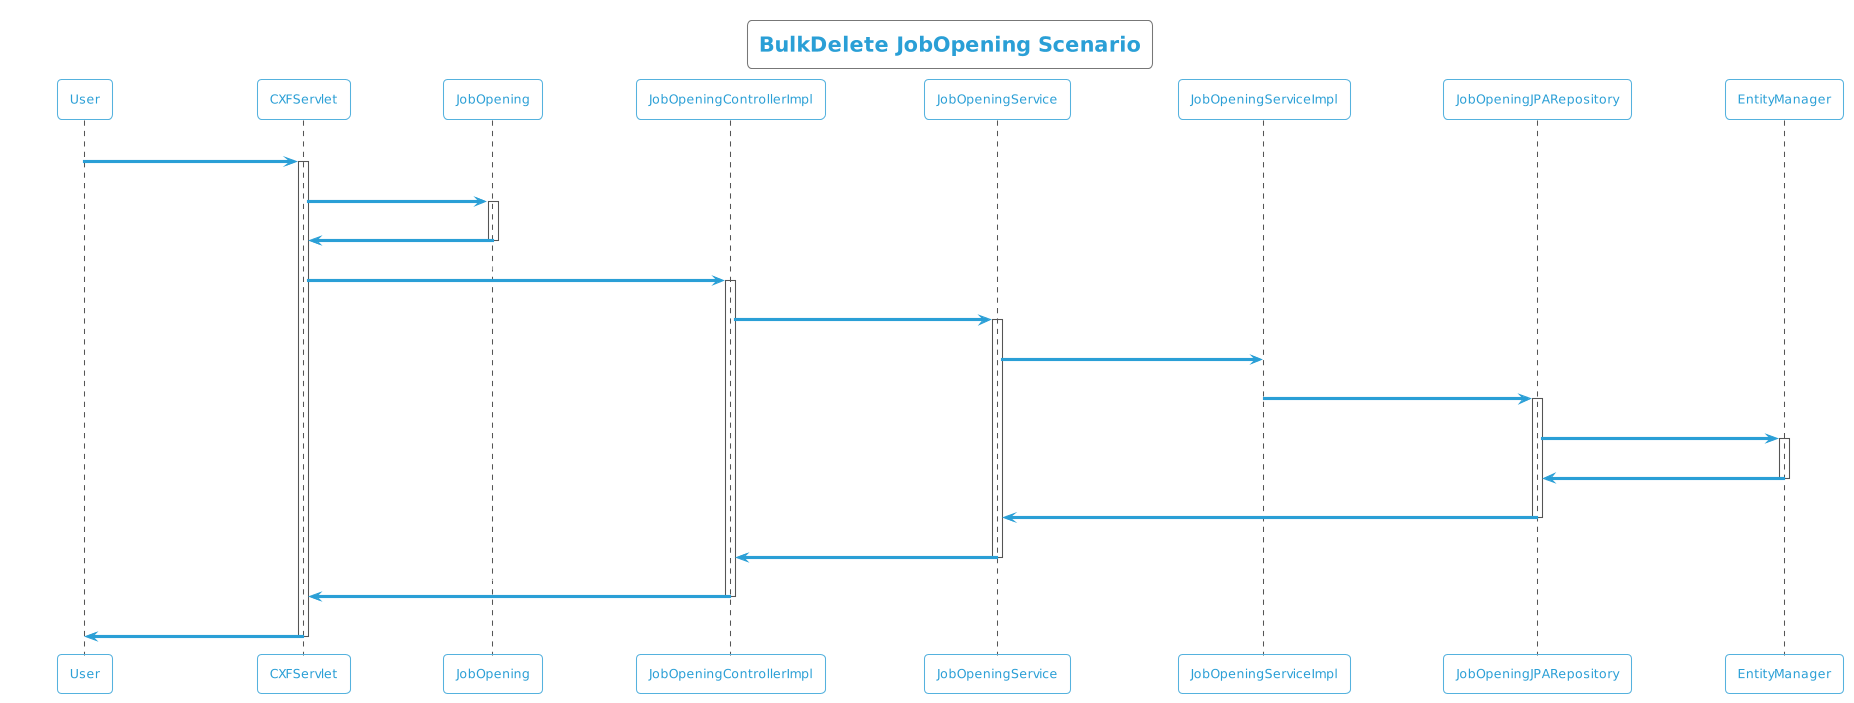 BulkDelete JobOpening Scenario
User
CXFServlet
JobOpening
JobOpeningControllerImpl
JobOpeningService
JobOpeningServiceImpl
JobOpeningJPARepository
EntityManager
User
CXFServlet
JobOpening
JobOpeningControllerImpl
JobOpeningService
JobOpeningServiceImpl
JobOpeningJPARepository
EntityManager